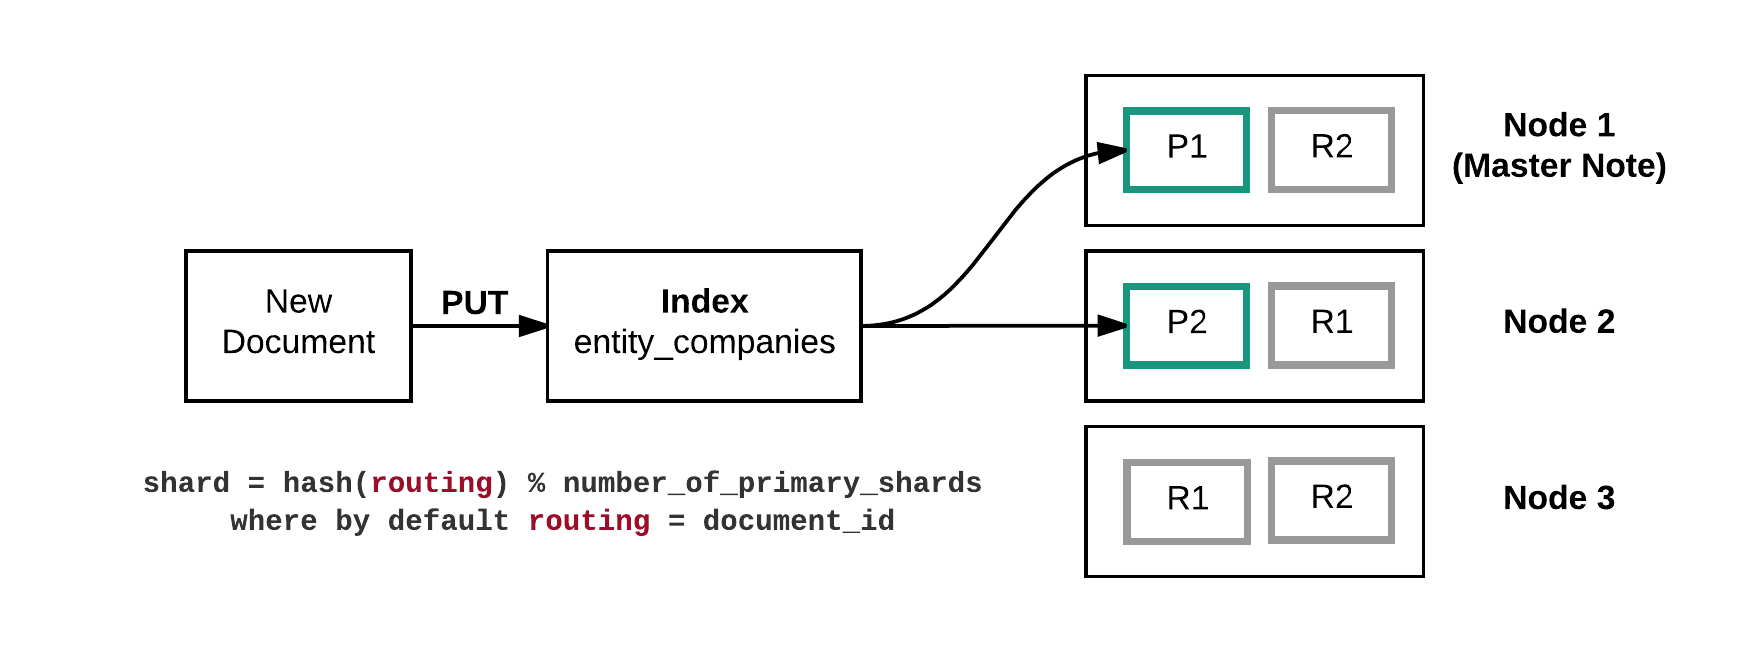 New
Document
PUT
Index
entity_companies
P1
R2
Node 1
(Master Note)
P2
R1
Node 2
R1
R2
Node 3
shard = hash(routing) % number_of_primary_shards
where by default routing = document_id